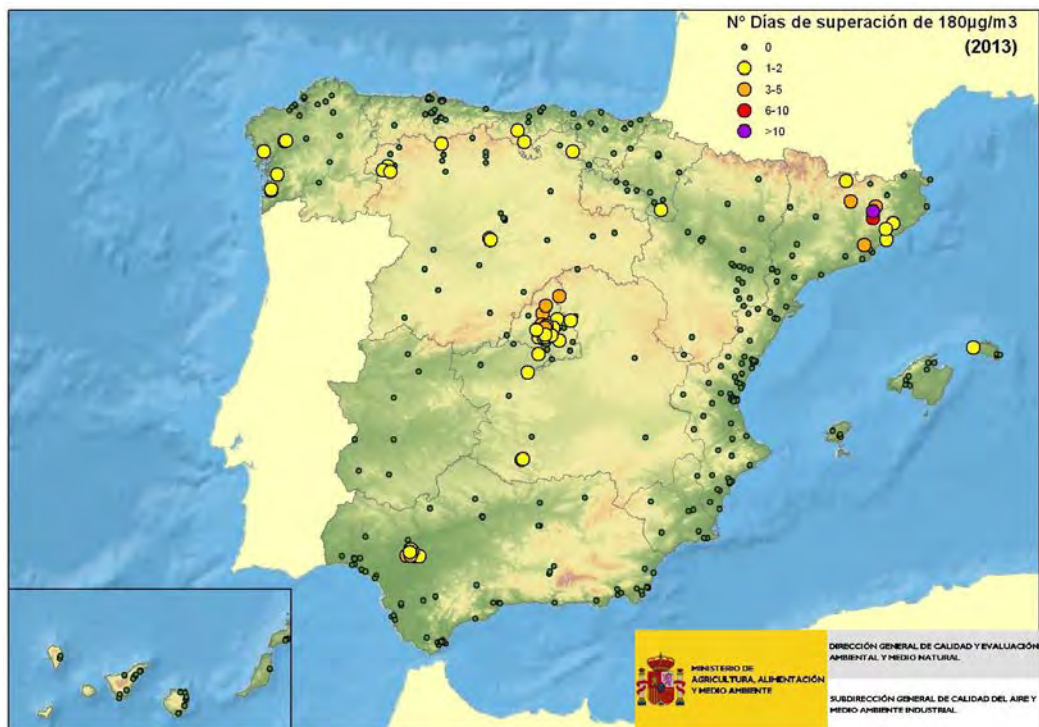 Nº Días de superación de 180µg/m3
(2013)
0
1-2
3-5
6-10
>10
MINISTERIO DE
AGRICULTURA, ALIMENTACIÓN
Y MEDIO AMBIENTE
DIRECCIÓN GENERAL DE CALIDAD Y EVALUACIÓN
AMBIENTAL Y MEDIO NATURAL
SUBDIRECCIÓN GENERAL DE CALIDAD DEL AIRE Y
MEDIO AMBIENTE INDUSTRIAL